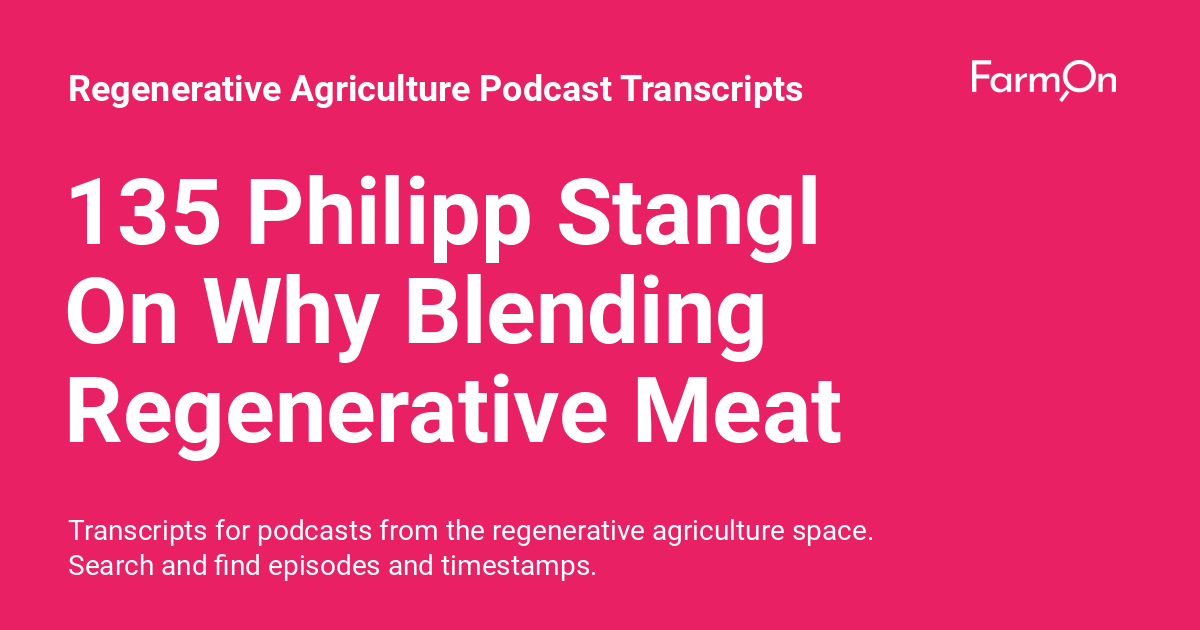 Regenerative Agriculture Podcast Transcripts
FarmOn
135 Philipp Stangl
On Why Blending
Regenerative Meat
Transcripts for podcasts from the regenerative agriculture space.
Search and find episodes and timestamps.